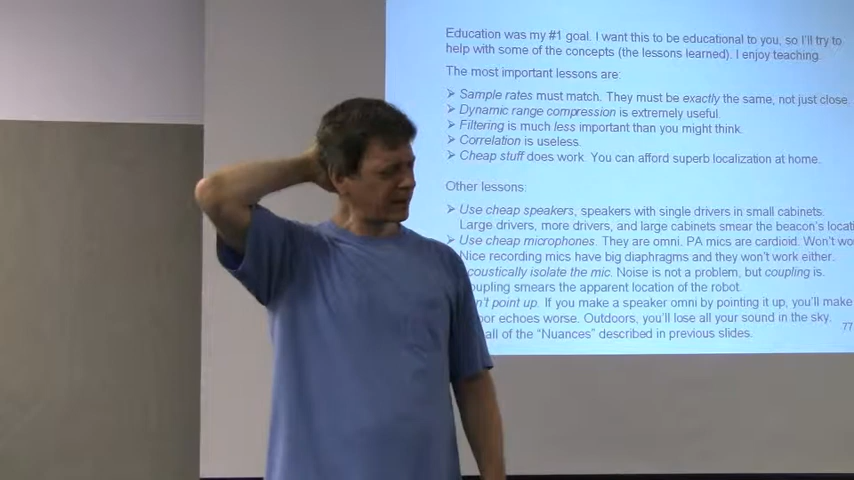 Education was my #1 goal. I want this to be educational to you, so I'll try to
help with some of the concepts (the lessons learned). I enjoy teaching.
The most important lessons are:
➢ Sample rates must match. They must be exactly the same, not just close.
➢ Dynamic range compression is extremely useful.
➢ Filtering is much less important than you might think.
➢ Correlation is useless.
➢ Cheap stuff does work. You can afford superb localization at home.
Other lessons:
➢ Use cheap speakers, speakers with single drivers in small cabinets.
Large drivers, more drivers, and large cabinets smear the beacon's locati
➢ Use cheap microphones. They are omni. PA mics are cardioid. Won't wo
Nice recording mics have big diaphragms and they won't work either.
coustically isolate the mic. Noise is not a problem, but coupling is.
oupling smears the apparent location of the robot.
n't point up. If you make a speaker omni by pointing it up, you'll make
oor echoes worse. Outdoors, you'll lose all your sound in the sky.
all of the "Nuances" described in previous slides.
77